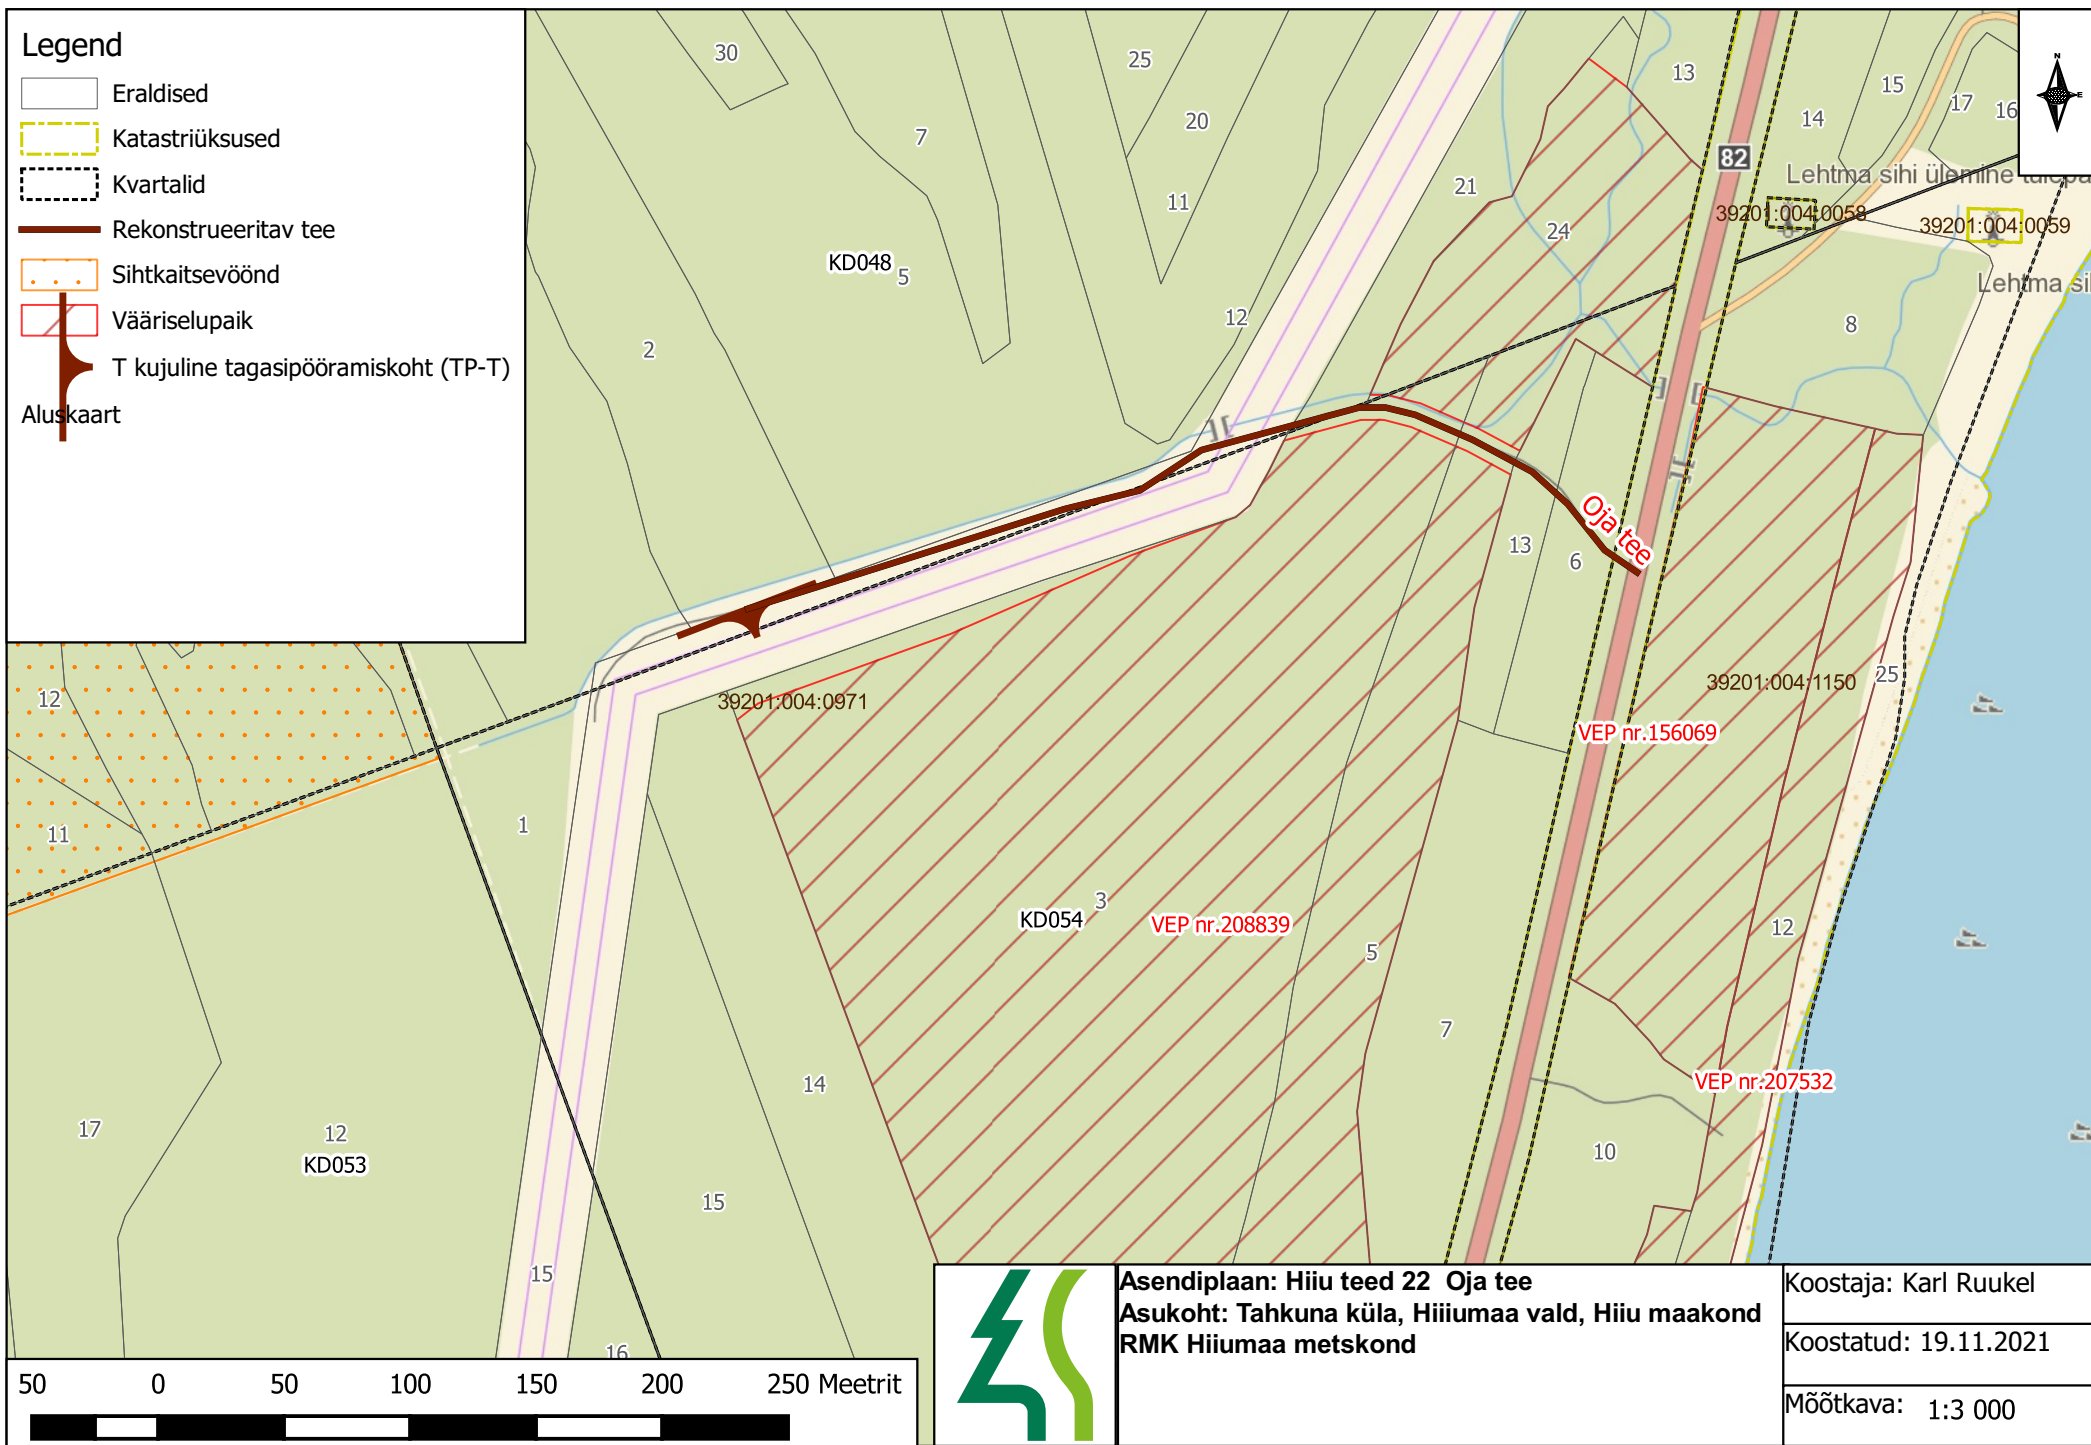 Legend
Eraldised
Katastriüksused
Kvartalid
Rekonstrueeritav tee
Sihtkaitsevöönd
Vääriselupaik
T kujuline tagasipööramiskoht (TP-T)
Aluskaart
30
25
20
7
11
12
KD048
5
2
13
21
24
82
14
15
17
16
N
E
Lehtma sihi ülemine
39201:004:0058
39201:004:0059
Lehtma
8
Oja tee
13
6
39201:004:0971
39201:004:1150
25
VEP nr.156069
12
11
1
3
KD054
VEP nr.208839
5
12
7
VEP nr.207532
10
14
17
12
KD053
15
15
16
50 0 50 100 150 200 250 Meetrit
Asendiplaan: Hiiu teed 22 Oja tee
Asukoht: Tahkuna küla, Hiiiumaa vald, Hiiu maakond
RMK Hiiumaa metskond
Koostaja: Karl Ruukel
Koostatud: 19.11.2021
Mõõtkava: 1:3 000